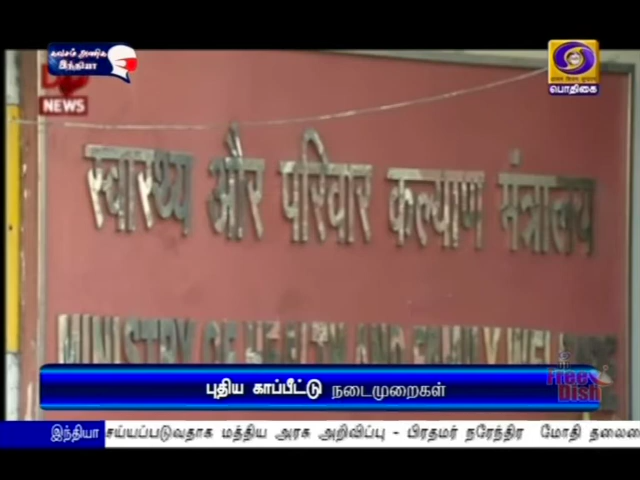 கவசம் அணிக
இந்தியா
NEWS
பொதிகை
स्वास्थ्य और परिवार कल्याण मंत्रालय
MINISTRY OF HEALTH AND FAMILY WELFARE
புதிய காப்பீட்டு நடைமுறைகள்
Free
Dish
இந்தியா சய்யப்படுவதாக மத்திய அரசு அறிவிப்பு - பிரதமர் நரேந்திர மோதி தலைமை